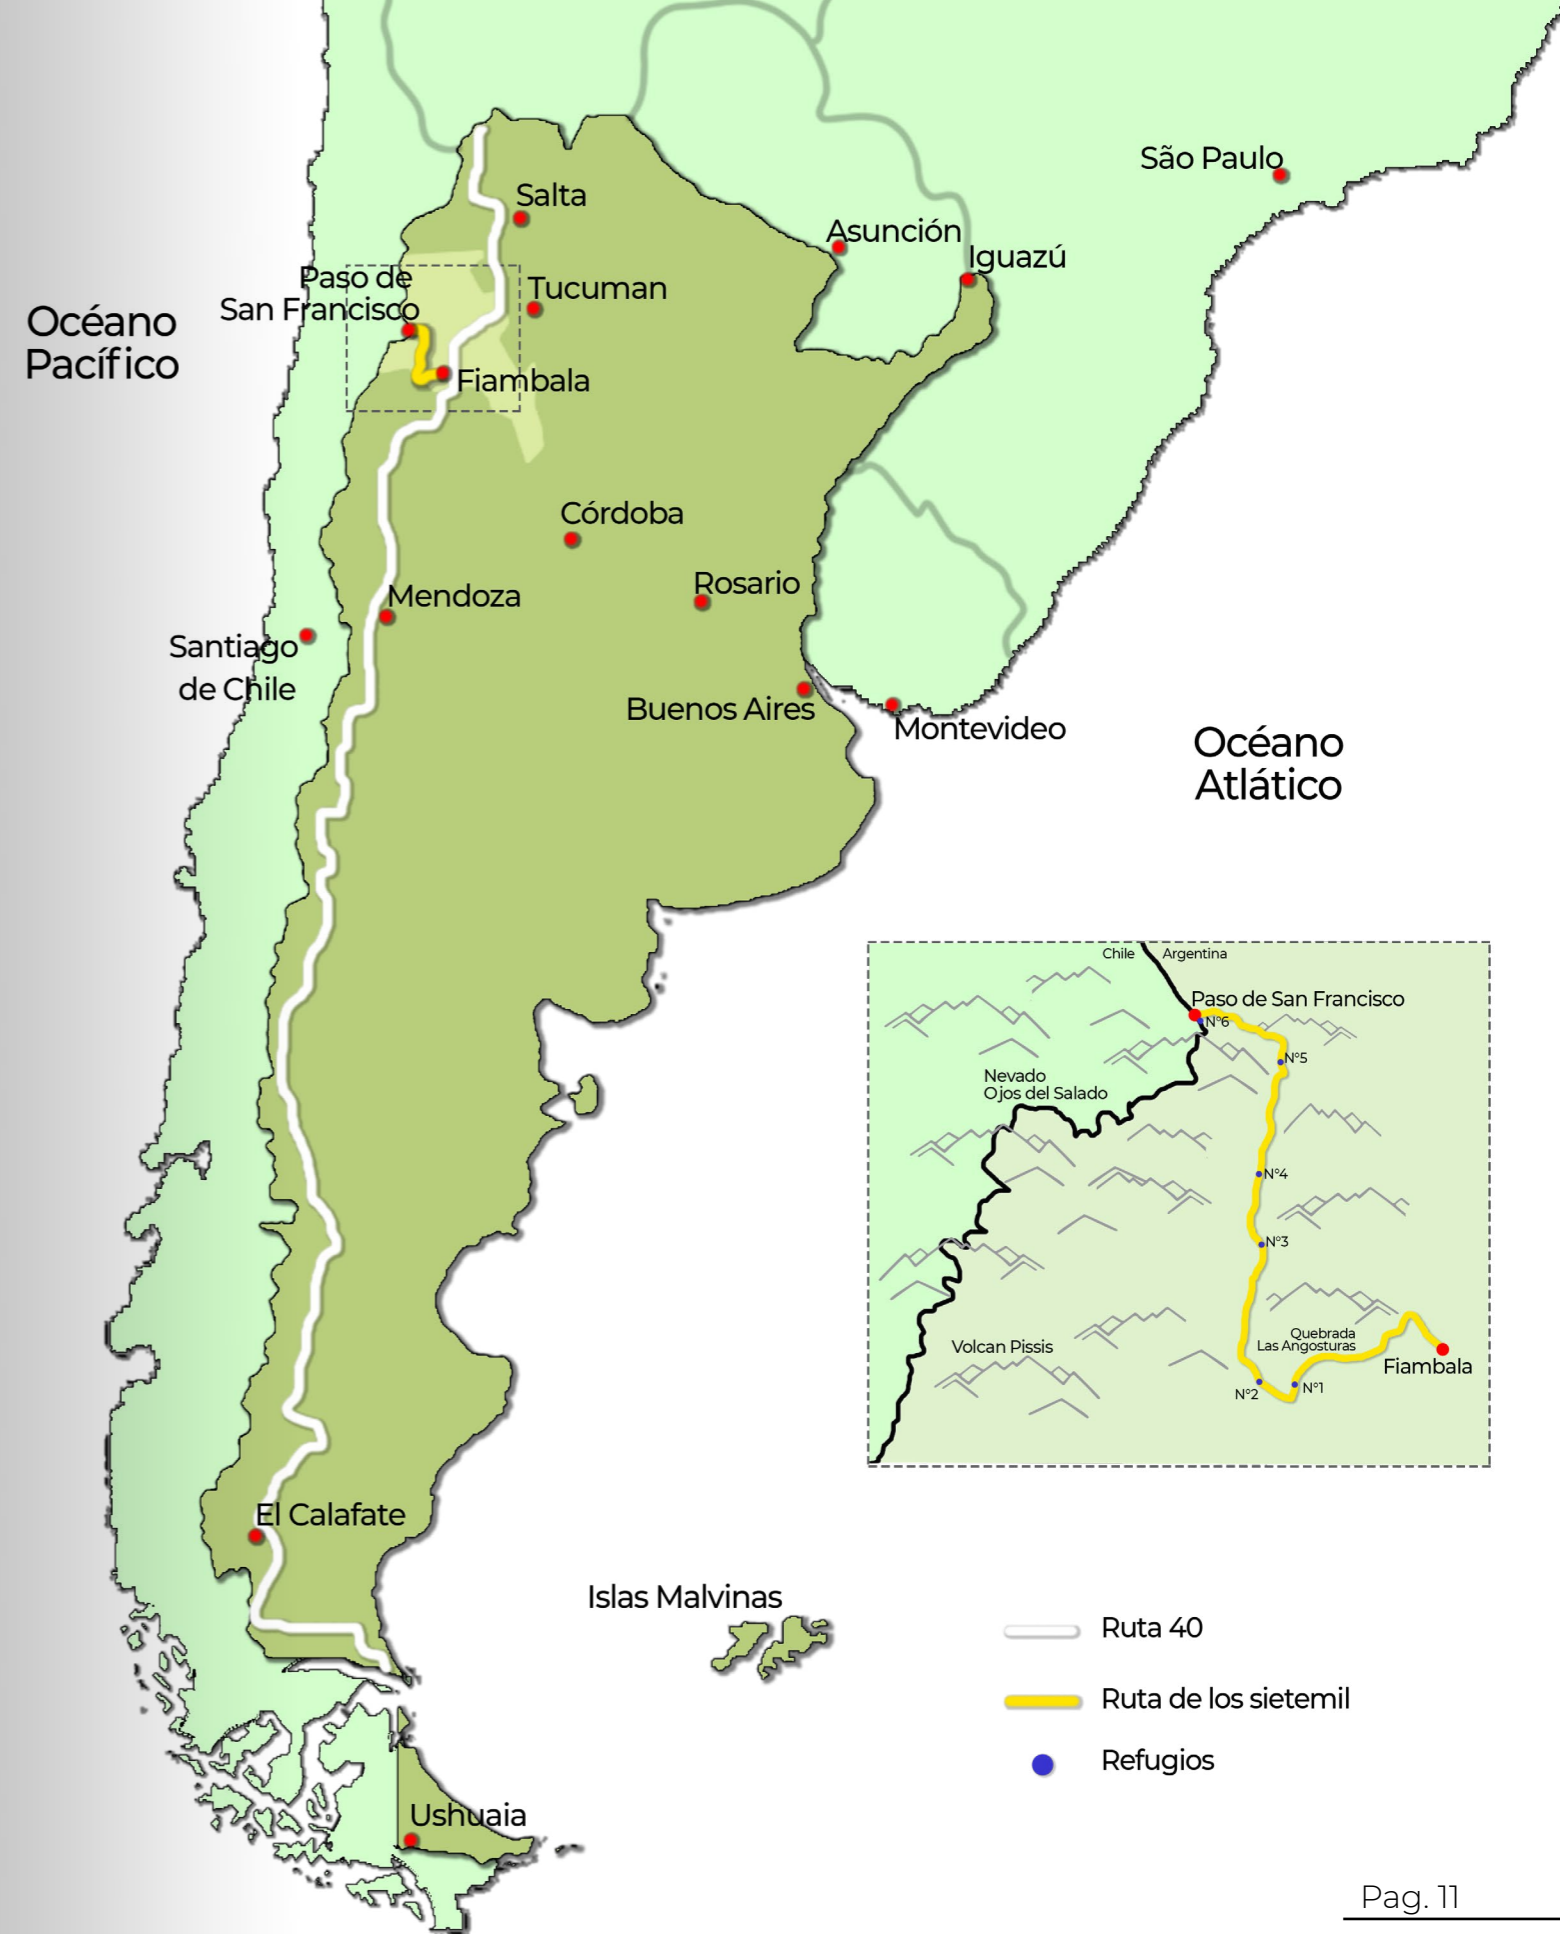 São Paulo
Salta
Asunción
Iguazú
Paso de
San Francisco
Tucuman
Océano
Pacífico
Fiambala
Córdoba
Rosario
Mendoza
Santiago
de Chile
Buenos Aires
Montevideo
Océano
Atlático
Chile
Argentina
Paso de San Francisco
N°6
N°5
Nevado
Ojos del Salado
N°4
N°3
Quebrada
Las Angosturas
Volcan Pissis
Fiambala
N°2
N°1
El Calafate
Islas Malvinas
Ruta 40
Ruta de los sietemil
Refugios
Ushuaia
Pag. 11